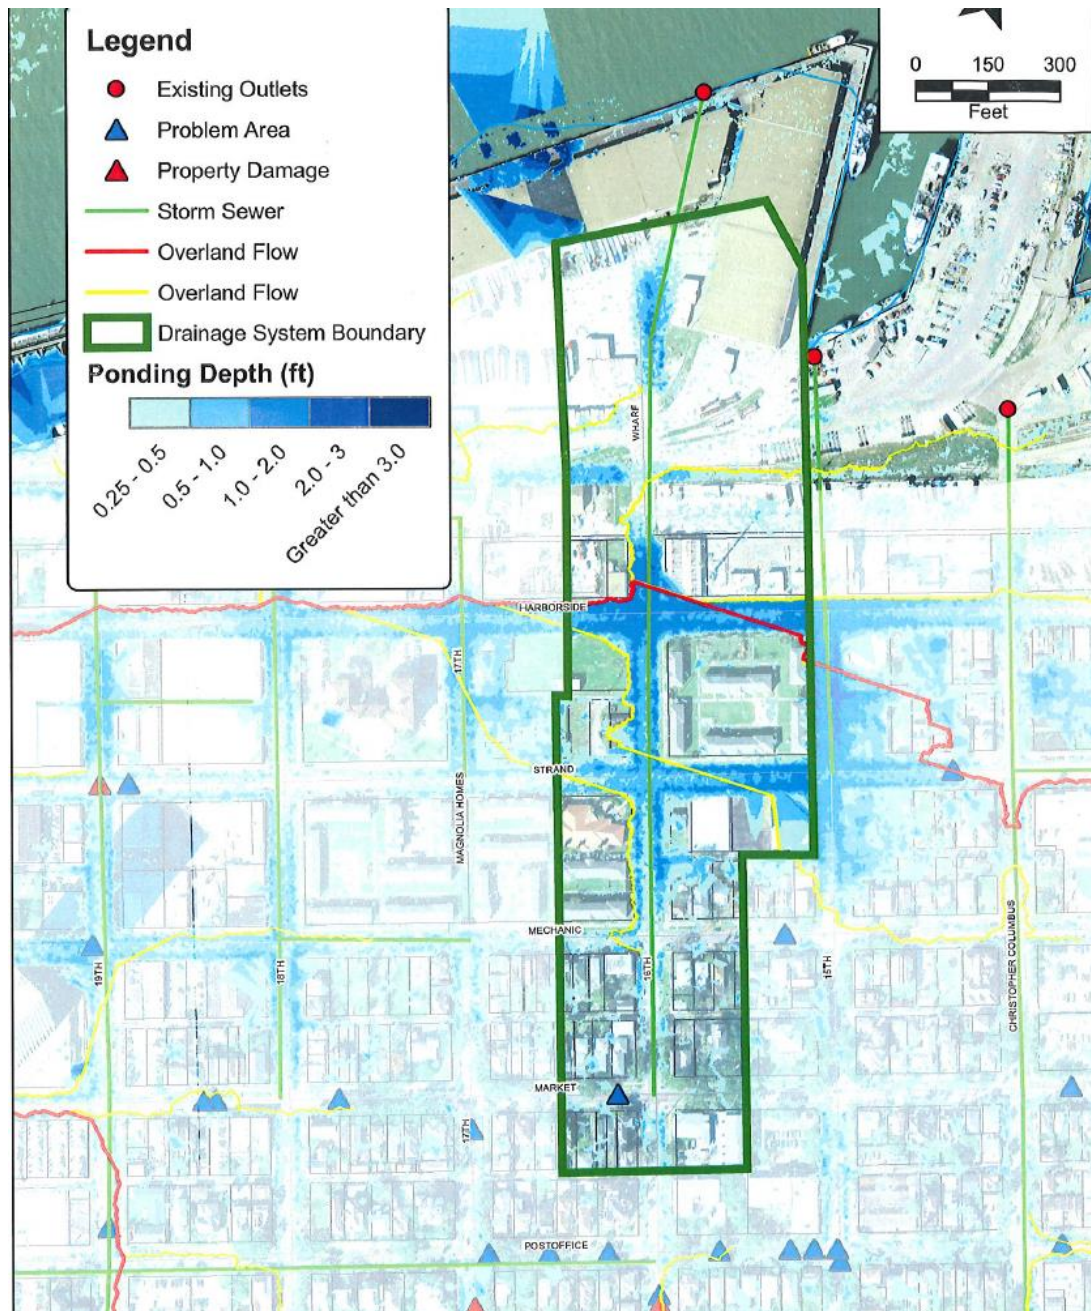 Legend
Existing Outlets
Problem Area
Property Damage
Storm Sewer
Overland Flow
Overland Flow
Drainage System Boundary
Ponding Depth (ft)
0.25 - 0.5
0.5 - 1.0
1.0 - 2.0
2.0 - 3
Greater than 3.0
0 150 300
Feet
WHARF
HARBORSIDE
17TH
STRAND
MAGNOLIA HOMES
MECHANIC
19TH
18TH
16TH
15TH
CHRISTOPHER COLUMBUS
MARKET
17TH
POSTOFFICE